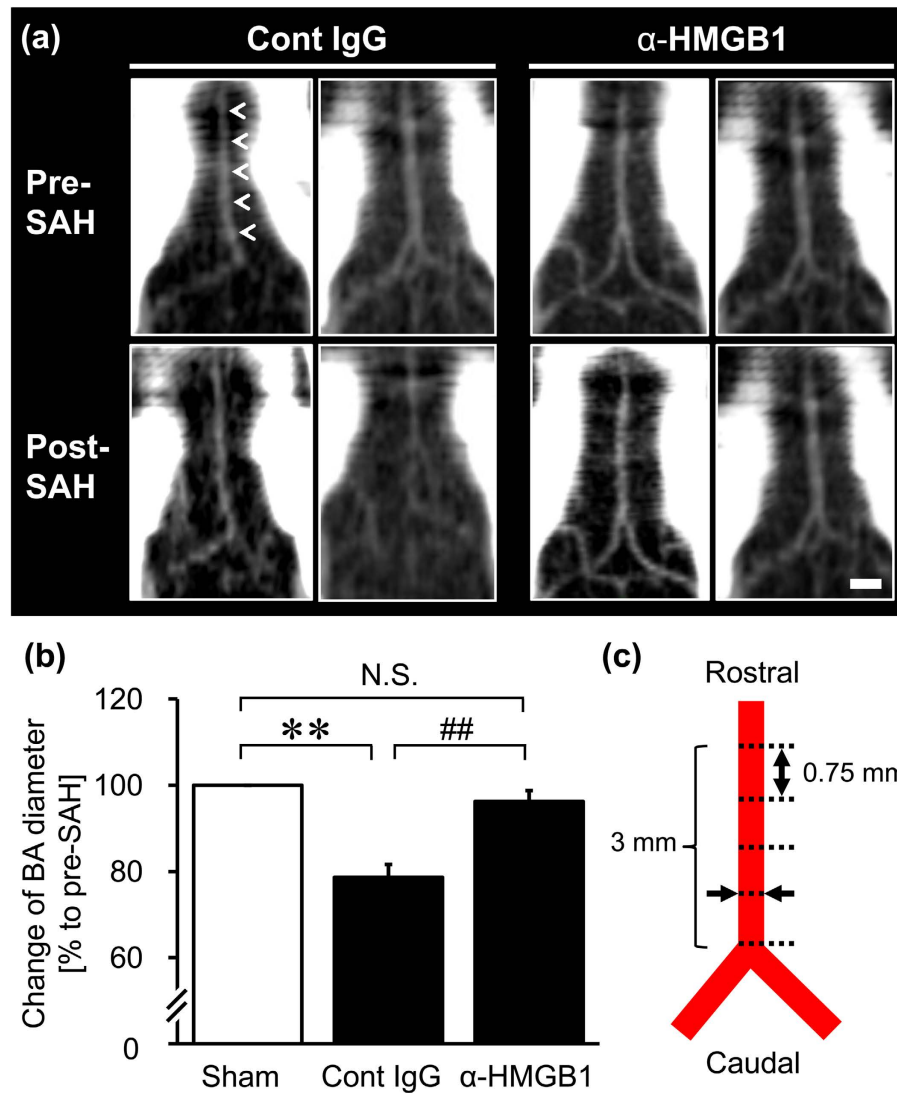 (a)
Cont IgG
α-HMGB1
Pre-
SAH
Post-
SAH
(b)
Change of BA diameter
[% to pre-SAH]
120
100
80
60
0
N.S.
**
##
Sham
Cont IgG
α-HMGB1
(c)
Rostral
0.75 mm
3 mm
Caudal